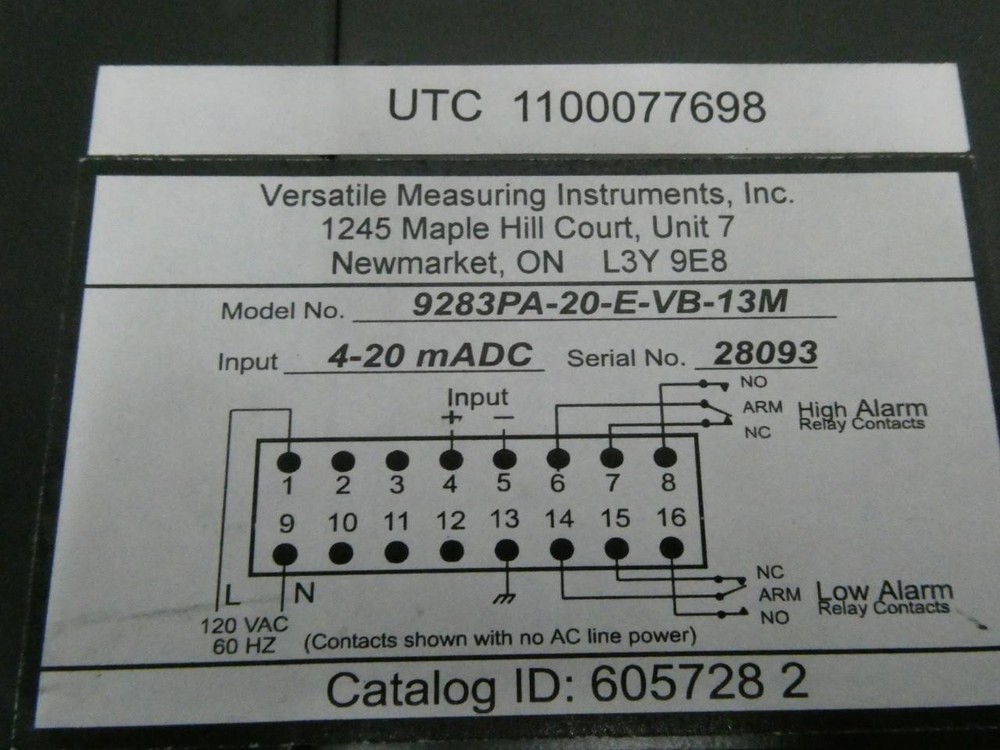 UTC 1100077698
Versatile Measuring Instruments, Inc.
1245 Maple Hill Court, Unit 7
Newmarket, ON L3Y 9E8
Model No. 9283PA-20-E-VB-13M
Input 4-20 mADC Serial No. 28093
Input
+ −
NO
ARM
NC
High Alarm
Relay Contacts
1 2 3 4 5 6 7 8
9 10 11 12 13 14 15 16
L N
120 VAC
60 HZ
(Contacts shown with no AC line power)
NC
ARM
NO
Low Alarm
Relay Contacts
Catalog ID: 605728 2